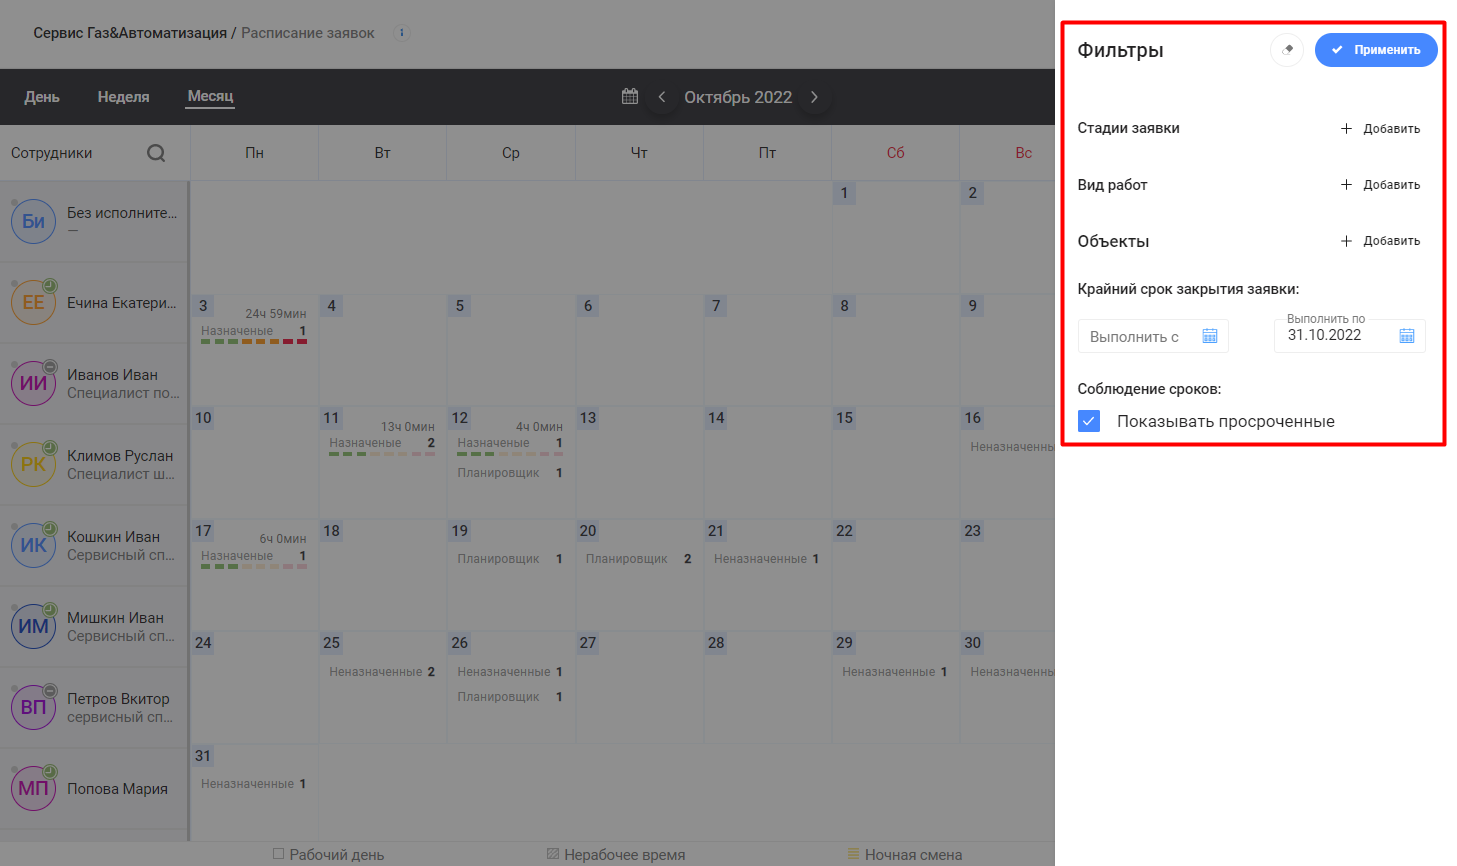 Сервис Газ&Автоматизация / Расписание заявок
День Неделя Месяц
Октябрь 2022
Сотрудники
Пн Вт Ср Чт Пт Сб Вс
Би
Без исполните...
—
ЕЕ
Ечина Екатери...
ИИ
Иванов Иван
Специалист по...
РК
Климов Руслан
Специалист ш...
ИК
Кошкин Иван
Сервисный сп...
ИМ
Мишкин Иван
Сервисный сп...
ВП
Петров Вкитор
сервисный сп...
МП
Попова Мария
1 2
3 4 5 6 7 8 9
24ч 59мин
Назначеные 1
10 11 12 13 14 15 16
13ч 0мин
Назначеные 2
4ч 0мин
Назначеные 1
Планировщик 1
Неназначенны
17 18 19 20 21 22 23
6ч 0мин
Назначеные 1
Планировщик 1
Планировщик 2
Неназначенные 1
24 25 26 27 28 29 30
Неназначенные 2
Неназначенные 1
Планировщик 1
Неназначенные 1
Неназначенны
31
Неназначенные 1
Рабочий день
Нерабочее время
Ночная смена
Фильтры
Применить
Стадии заявки
Добавить
Вид работ
Добавить
Объекты
Добавить
Крайний срок закрытия заявки:
Выполнить с
Выполнить по
31.10.2022
Соблюдение сроков:
Показывать просроченные